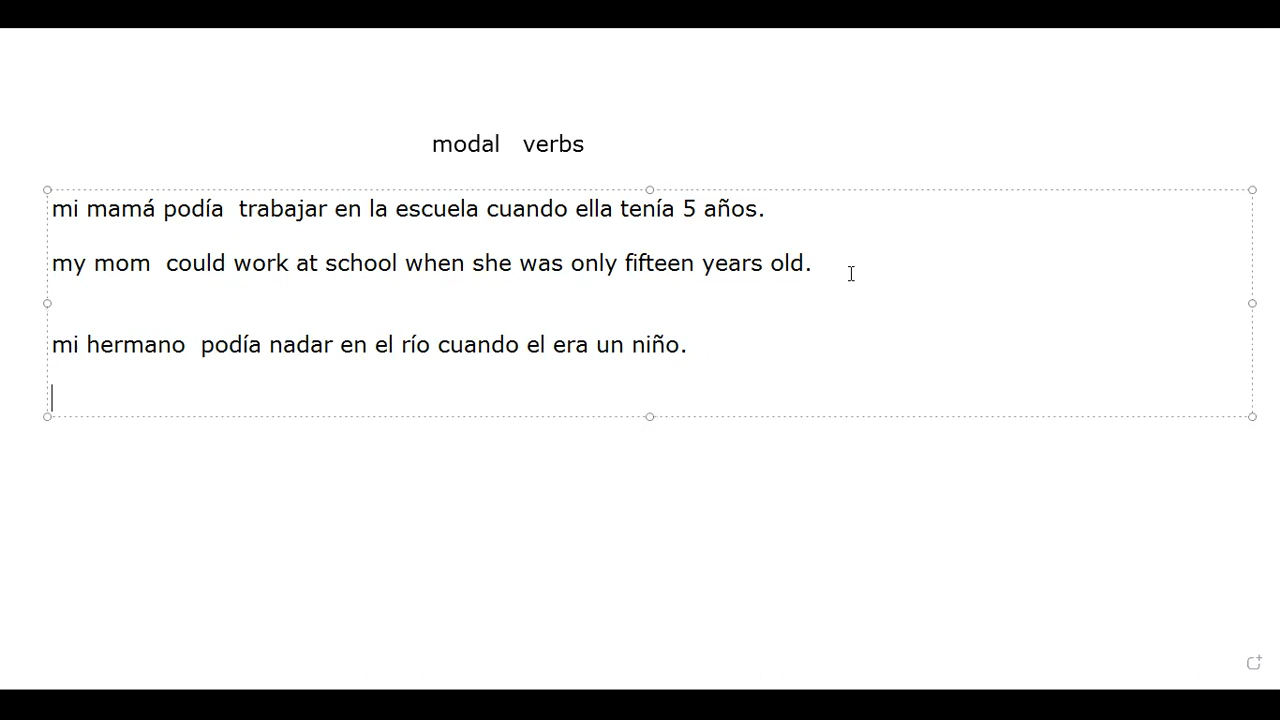 modal verbs
mi mamá podía trabajar en la escuela cuando ella tenía 5 años.
my mom could work at school when she was only fifteen years old.
mi hermano podía nadar en el río cuando el era un niño.